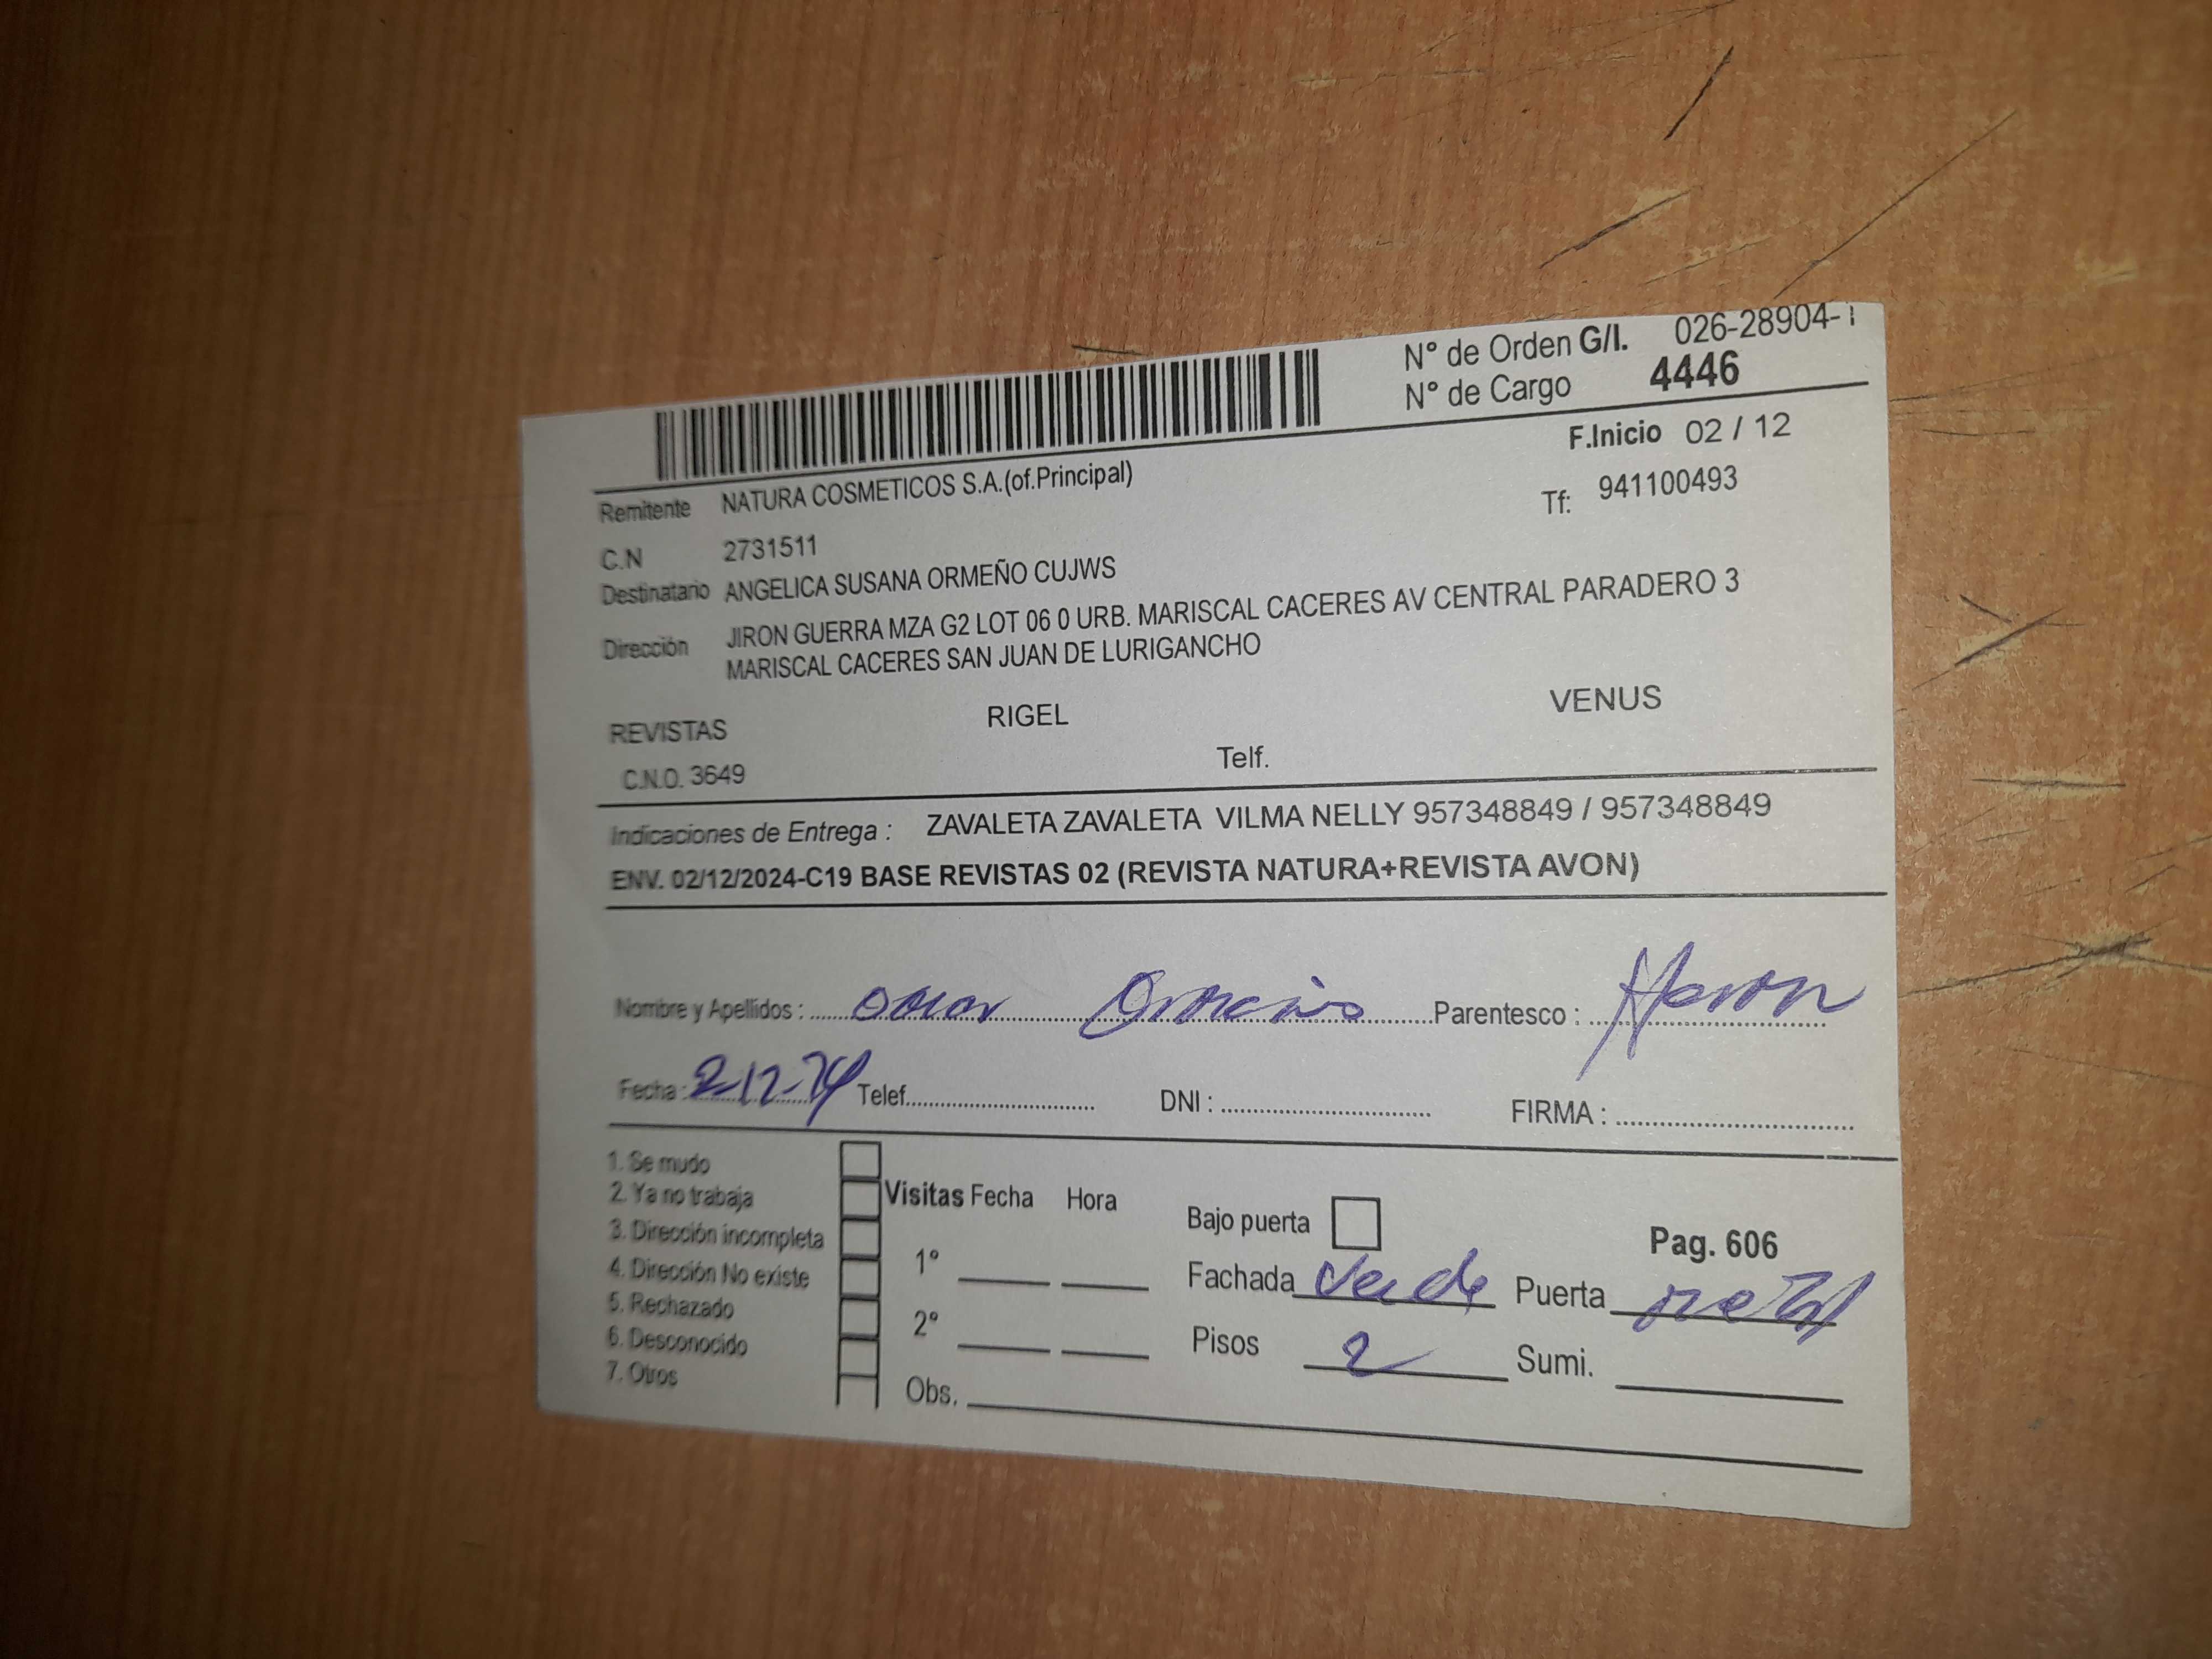 N° de Orden G/I. 026-28904-1
N° de Cargo 4446
F.Inicio 02 / 12
Remitente NATURA COSMETICOS S.A.(of.Principal)
Tf: 941100493
C.N 2731511
Destinatario ANGELICA SUSANA ORMEÑO CUJWS
Dirección JIRON GUERRA MZA G2 LOT 06 0 URB. MARISCAL CACERES AV CENTRAL PARADERO 3
MARISCAL CACERES SAN JUAN DE LURIGANCHO
REVISTAS RIGEL VENUS
C.N.O. 3649 Telf.
Indicaciones de Entrega : ZAVALETA ZAVALETA VILMA NELLY 957348849 / 957348849
ENV. 02/12/2024-C19 BASE REVISTAS 02 (REVISTA NATURA+REVISTA AVON)
Nombre y Apellidos : Parentesco :
Fecha : 2-12-24 Telef. DNI : FIRMA :
1. Se mudo
2. Ya no trabaja
3. Dirección incompleta
4. Dirección No existe
5. Rechazado
6. Desconocido
7. Otros
Visitas Fecha Hora
1°
2°
Obs.
Bajo puerta
Pag. 606
Fachada Verde Puerta metal
Pisos 2 Sumi.